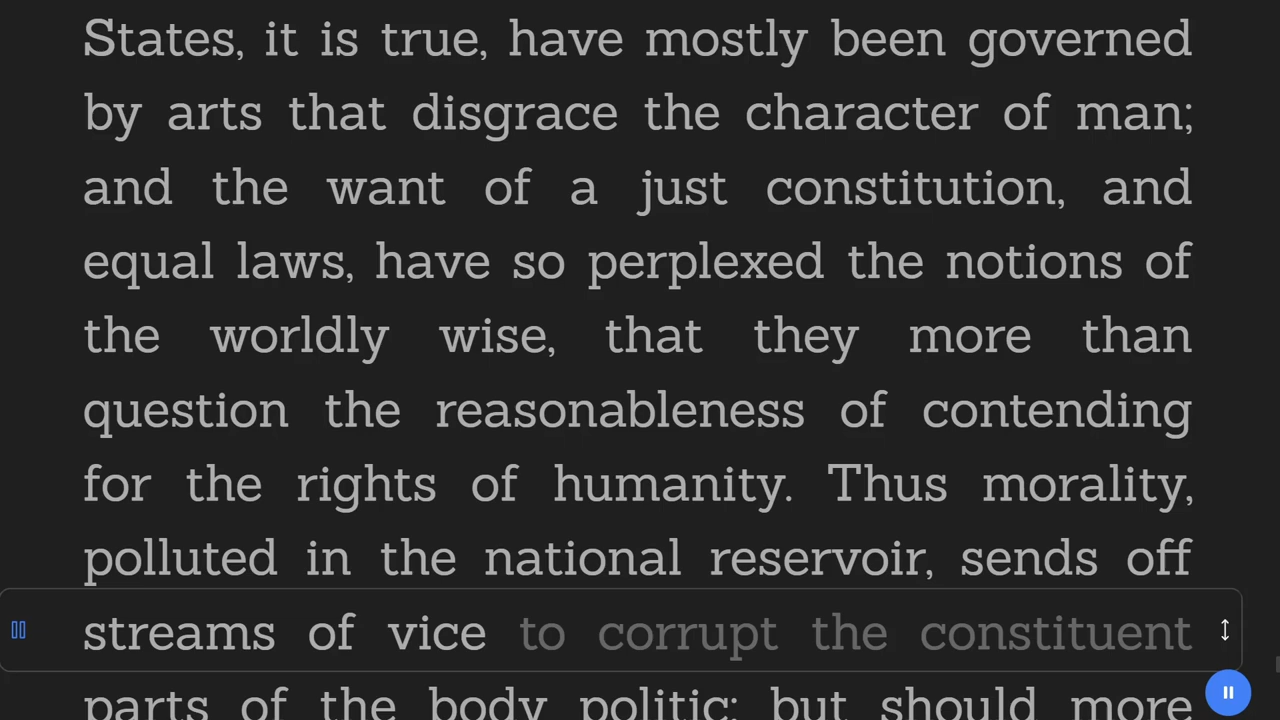 States, it is true, have mostly been governed
by arts that disgrace the character of man;
and the want of a just constitution, and
equal laws, have so perplexed the notions of
the worldly wise, that they more than
question the reasonableness of contending
for the rights of humanity. Thus morality,
polluted in the national reservoir, sends off
streams of vice to corrupt the constituent
parts of the body politic; but should more